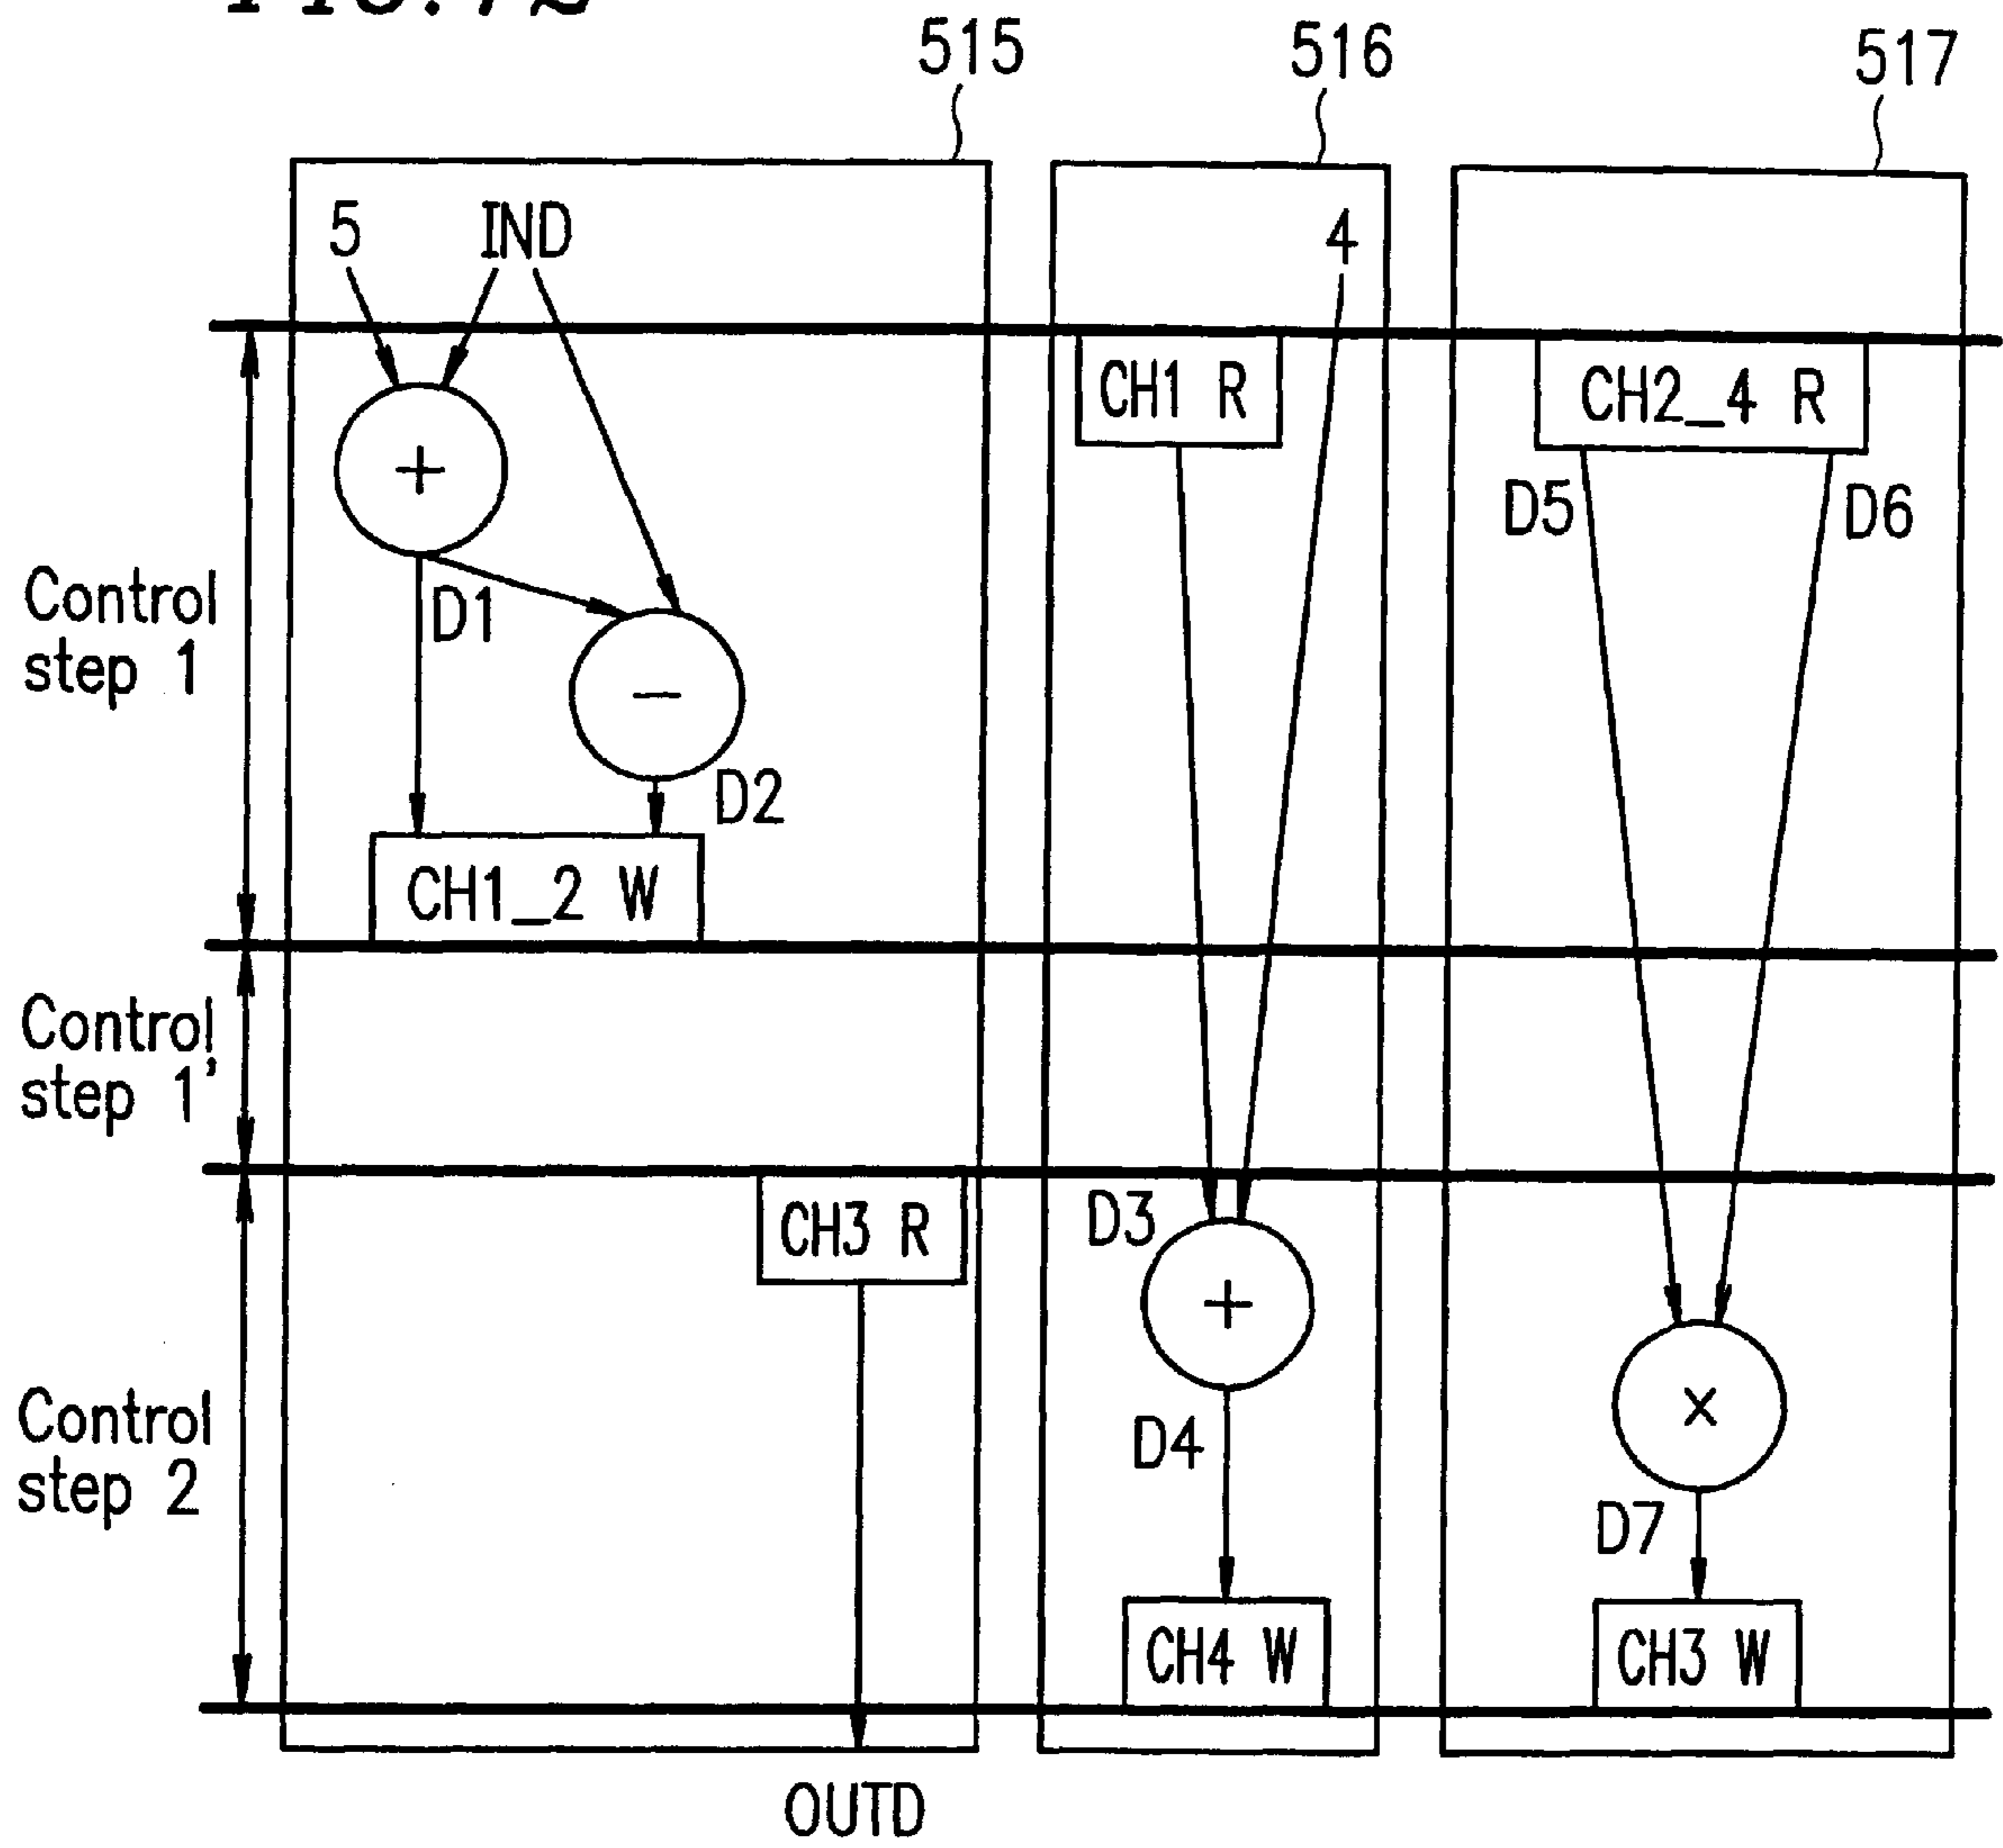 515
516
517
5
IND
4
CH1 R
CH2_4 R
+
D5
D6
Control
step 1
D1
−
D2
CH1_2 W
Control
step 1'
CH3 R
D3
+
×
Control
step 2
D4
D7
CH4 W
CH3 W
OUTD